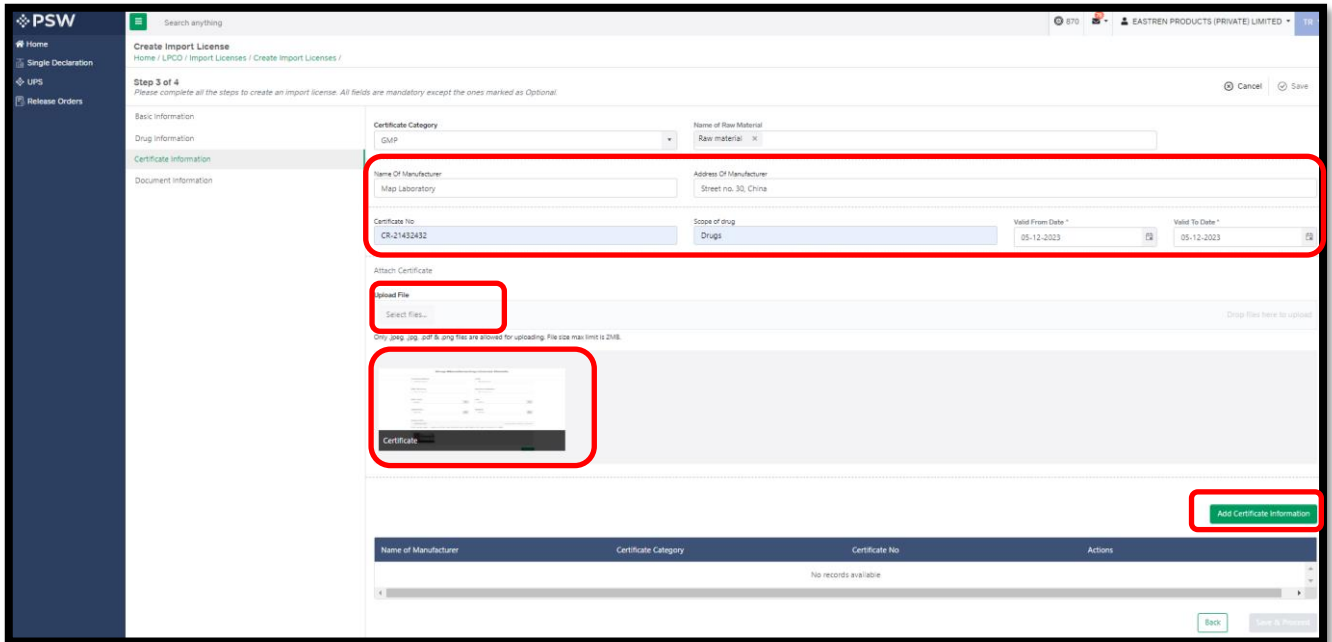 PSW
Search anything
870
EASTREN PRODUCTS (PRIVATE) LIMITED
TR
Home
Single Declaration
UPS
Release Orders
Create Import License
Home / LPCO / Import Licenses / Create Import Licenses /
Step 3 of 4
Please complete all the steps to create an import license. All fields are mandatory except the ones marked as Optional.
Cancel
Save
Basic Information
Drug Information
Certificate Information
Document Information
Certificate Category
Name of Raw Material
GMP
Raw material ×
Name Of Manufacturer
Address Of Manufacturer
Map Laboratory
Street no. 30, China
Certificate No
Scope of drug
Valid From Date *
Valid To Date *
CR-21432432
Drugs
05-12-2023
05-12-2023
Attach Certificate
Upload File
Select files...
Drop files here to upload
Only .jpeg, .jpg, .pdf & .png files are allowed for uploading. File size max limit is 2MB.
Certificate
Add Certificate Information
Name of Manufacturer
Certificate Category
Certificate No
Actions
No records available
Back
Save & Proceed